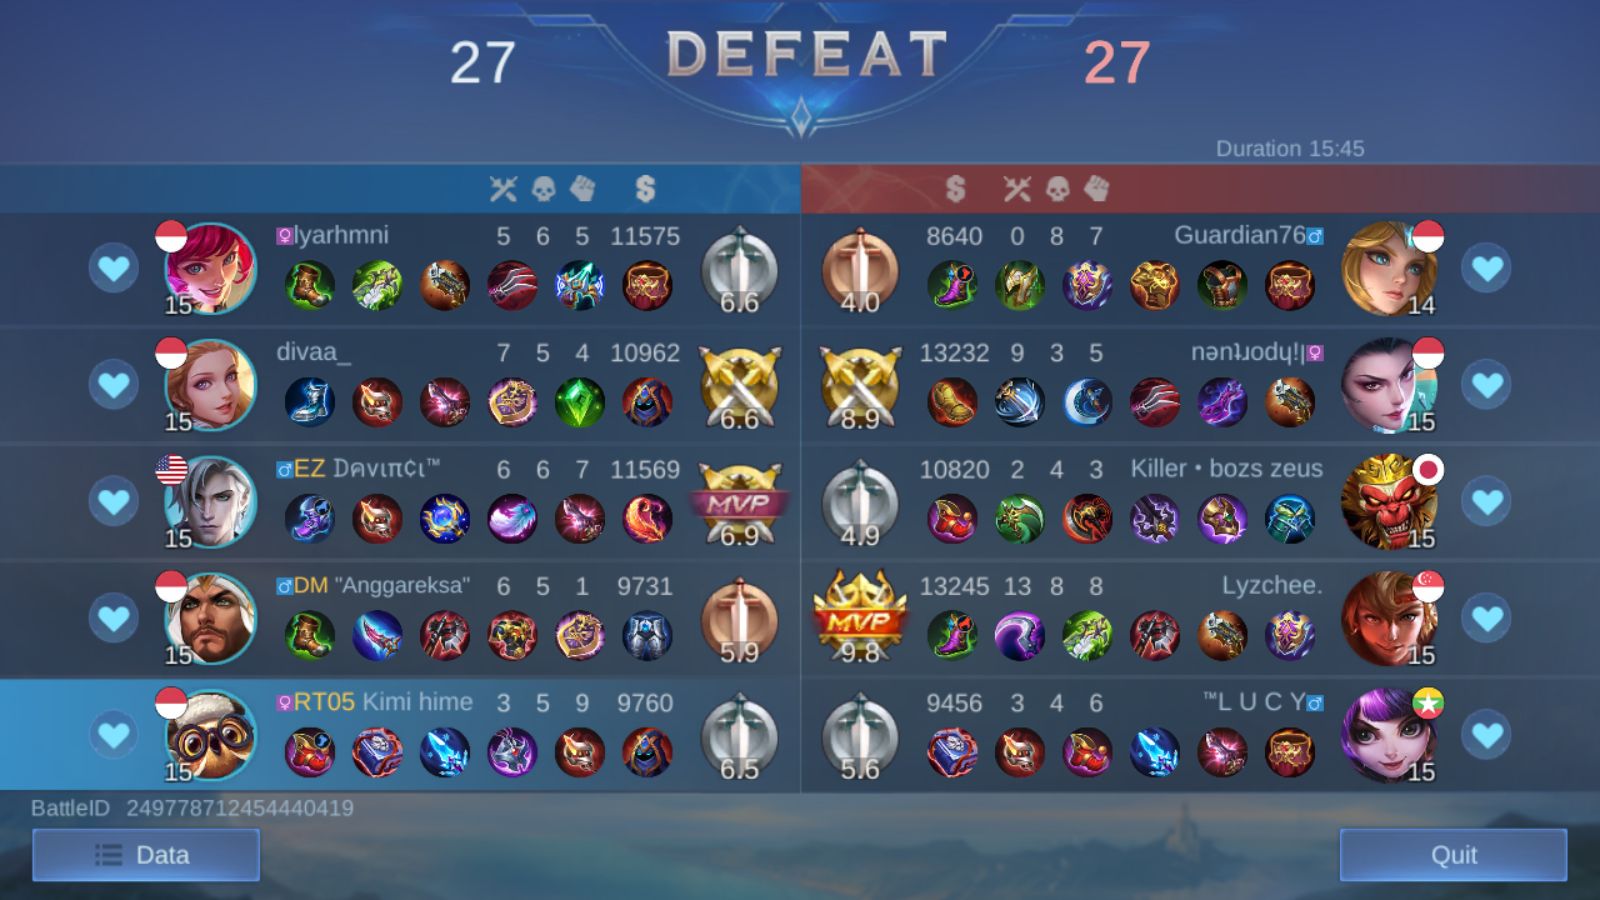 27 DEFEAT 27
Duration 15:45
lyarhmni 5 6 5 11575
15 6.6
4.0 8640 0 8 7 Guardian76
14
divaa_ 7 5 4 10962
15 6.6
8.9 13232 9 3 5 nǝnʇɹodɥ!|
15
EZ Dαvιπ¢ι™ 6 6 7 11569
15 MVP 6.9
4.9 10820 2 4 3 Killer • bozs zeus
15
DM "Anggareksa" 6 5 1 9731
15 5.9
MVP 9.8 13245 13 8 8 Lyzchee.
15
RT05 Kimi hime 3 5 9 9760
15 6.5
5.6 9456 3 4 6 ™L U C Y
15
BattleID 249778712454440419
Data
Quit